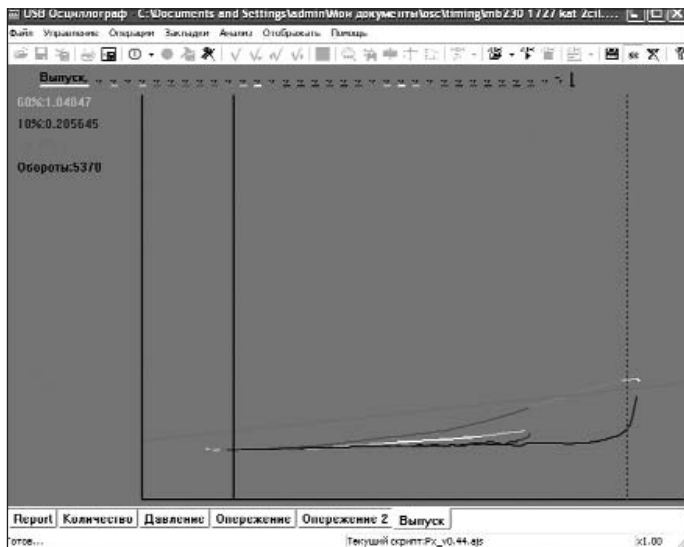 USB Осциллограф - C:\Documents and Settings\admin\Мои документы\osc\timing\mb230 1727 kat 2cil....
Файл Управление Операции Закладки Анализ Отображать Помощь
Выпуск.
60%:1.04047
10%:0.205645
Обороты:5370
Report Количество Давление Опережение Опережение 2 Выпуск
Готов... Текущий скрипт:Px_v0.44.ajs x1.00